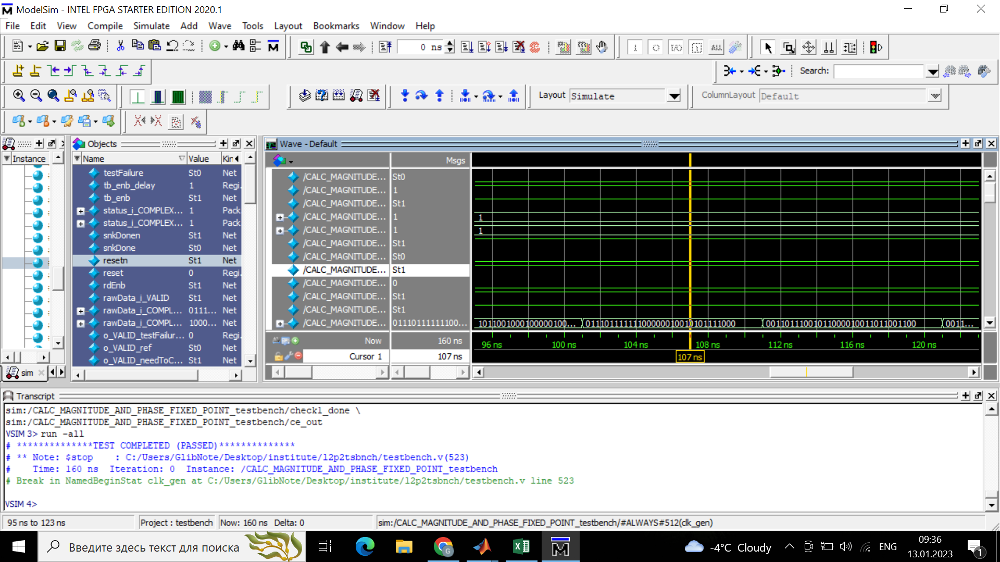 ModelSim - INTEL FPGA STARTER EDITION 2020.1
File Edit View Compile Simulate Add Wave Tools Layout Bookmarks Window Help
0 ns
Search:
Layout Simulate
ColumnLayout Default
Instance
sim
Objects
Name Value Kin
testFailure St0 Net
tb_enb_delay 1 Regi.
tb_enb St1 Net
status_i_COMPLEX... 1 Pack
status_i_COMPLEX... 1 Pack
snkDonen St1 Net
snkDone St0 Net
resetn St1 Net
reset 0 Regi.
rdEnb St1 Net
rawData_i_VALID St1 Net
rawData_i_COMPL... 0111... Net
rawData_i_COMPL... 1000... Net
o_VALID_testFailur... 0 Regi.
o_VALID_ref St0 Net
o_VALID_needToC... St1 Net
Wave - Default
Msgs
/CALC_MAGNITUDE... St0
/CALC_MAGNITUDE... 1
/CALC_MAGNITUDE... St1
/CALC_MAGNITUDE... 1 1
/CALC_MAGNITUDE... 1 1
/CALC_MAGNITUDE... St1
/CALC_MAGNITUDE... St0
/CALC_MAGNITUDE... St1
/CALC_MAGNITUDE... 0
/CALC_MAGNITUDE... St1
/CALC_MAGNITUDE... St1
/CALC_MAGNITUDE... 01110111111100... 1011001000100000100... 01110111111100000010010101111000 00110111001011000010011011001100 0011...
Now 160 ns 96 ns 100 ns 104 ns 108 ns 112 ns 116 ns 120 ns
Cursor 1 107 ns 107 ns
Transcript
sim:/CALC_MAGNITUDE_AND_PHASE_FIXED_POINT_testbench/check1_done \
sim:/CALC_MAGNITUDE_AND_PHASE_FIXED_POINT_testbench/ce_out
VSIM 3> run -all
# **************TEST COMPLETED (PASSED)**************
# ** Note: $stop    : C:/Users/GlibNote/Desktop/institute/l2p2tsbnch/testbench.v(523)
#    Time: 160 ns  Iteration: 0  Instance: /CALC_MAGNITUDE_AND_PHASE_FIXED_POINT_testbench
# Break in NamedBeginStat clk_gen at C:/Users/GlibNote/Desktop/institute/l2p2tsbnch/testbench.v line 523
VSIM 4>
95 ns to 123 ns Project : testbench Now: 160 ns Delta: 0 sim:/CALC_MAGNITUDE_AND_PHASE_FIXED_POINT_testbench/#ALWAYS#512(clk_gen)
Введите здесь текст для поиска
-4°C Cloudy ENG
09:36
13.01.2023
1